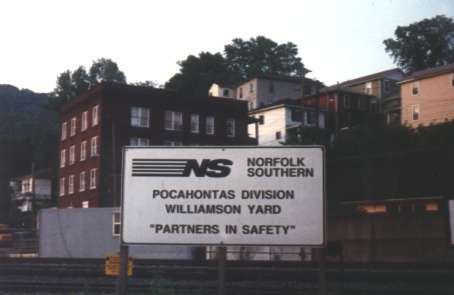 NS NORFOLK
SOUTHERN
POCAHONTAS DIVISION
WILLIAMSON YARD
"PARTNERS IN SAFETY"